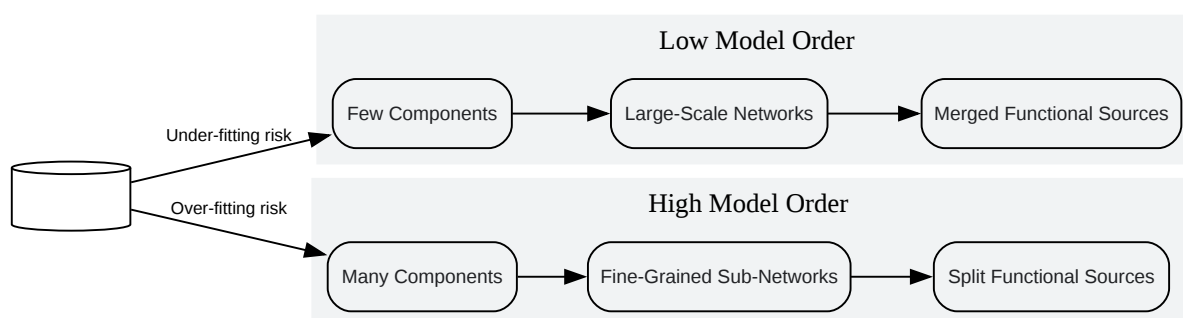 Low Model Order
Few Components
Large-Scale Networks
Merged Functional Sources
Under-fitting risk
Over-fitting risk
High Model Order
Many Components
Fine-Grained Sub-Networks
Split Functional Sources